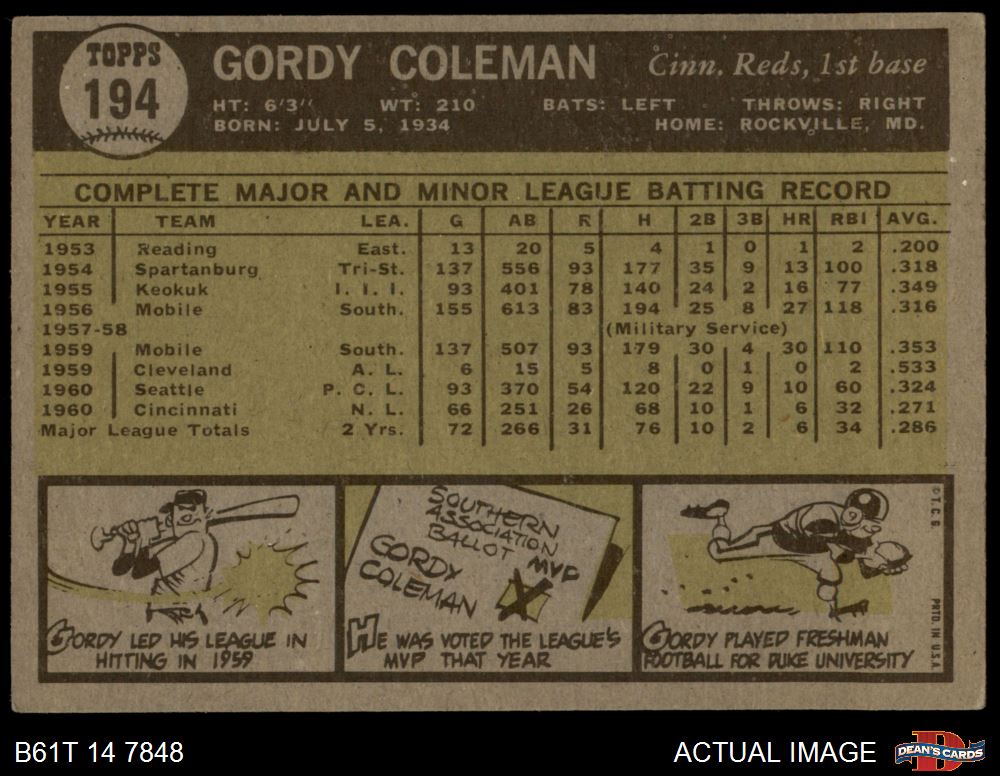 TOPPS
194
GORDY COLEMAN
Cinn. Reds, 1st base
HT: 6'3" WT: 210 BATS: LEFT THROWS: RIGHT
BORN: JULY 5, 1934 HOME: ROCKVILLE, MD.
COMPLETE MAJOR AND MINOR LEAGUE BATTING RECORD
YEAR TEAM LEA. G AB R H 2B 3B HR RBI AVG.
1953 Reading East. 13 20 5 4 1 0 1 2 .200
1954 Spartanburg Tri-St. 137 556 93 177 35 9 13 100 .318
1955 Keokuk I. I. I. 93 401 78 140 24 2 16 77 .349
1956 Mobile South. 155 613 83 194 25 8 27 118 .316
1957-58 (Military Service)
1959 Mobile South. 137 507 93 179 30 4 30 110 .353
1959 Cleveland A. L. 6 15 5 8 0 1 0 2 .533
1960 Seattle P. C. L. 93 370 54 120 22 9 10 60 .324
1960 Cincinnati N. L. 66 251 26 68 10 1 6 32 .271
Major League Totals 2 Yrs. 72 266 31 76 10 2 6 34 .286
GORDY LED HIS LEAGUE IN
HITTING IN 1959
SOUTHERN
ASSOCIATION
BALLOT
MVP
GORDY
COLEMAN
X
HE WAS VOTED THE LEAGUE'S
MVP THAT YEAR
GORDY PLAYED FRESHMAN
FOOTBALL FOR DUKE UNIVERSITY
© T. C. G.
PRTD. IN U.S.A.
B61T 14 7848
ACTUAL IMAGE
D
DEAN'S CARDS